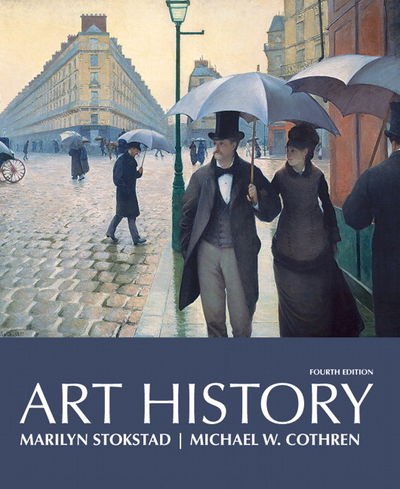 FOURTH EDITION
ART HISTORY
MARILYN STOKSTAD | MICHAEL W. COTHREN